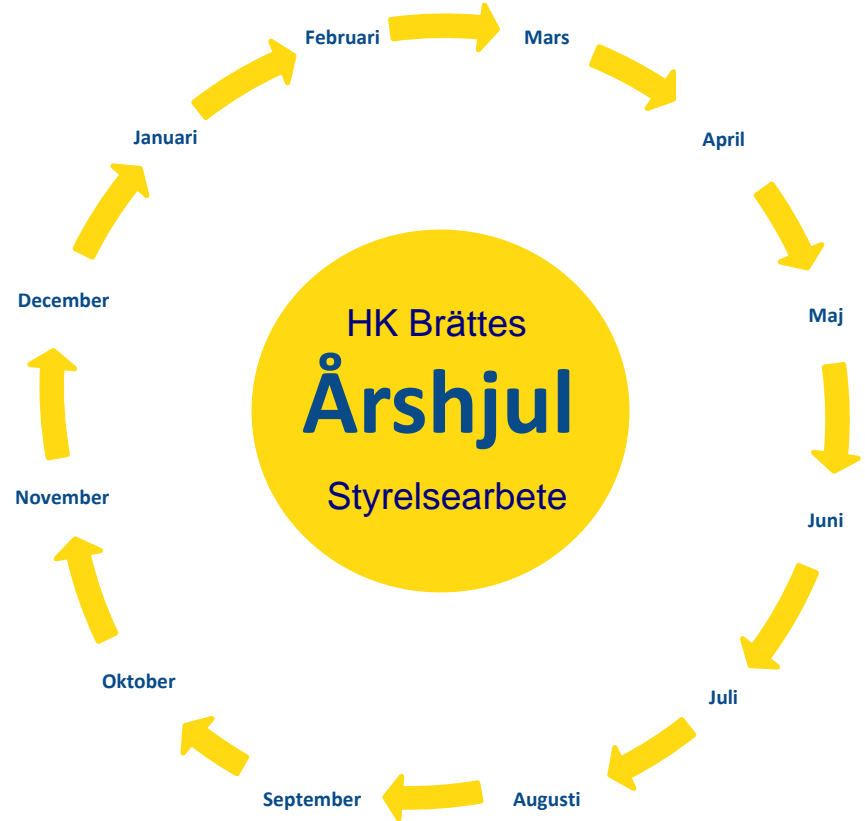 Februari
Mars
Januari
April
December
Maj
HK Brättes
Årshjul
Styrelsearbete
November
Juni
Oktober
Juli
September
Augusti